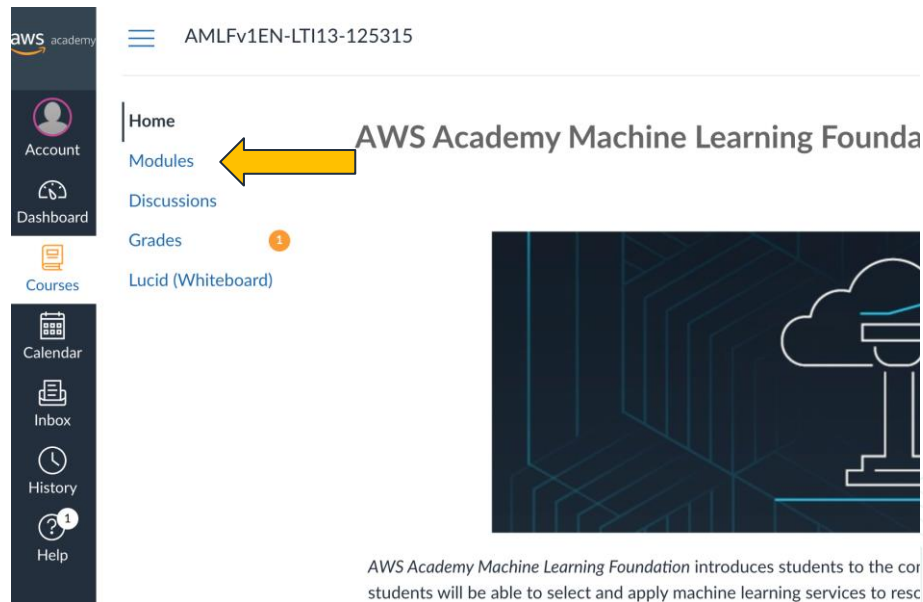 aws academy
AMLFv1EN-LTI13-125315
Account
Dashboard
Courses
Calendar
Inbox
History
1
Help
Home
Modules
Discussions
Grades 1
Lucid (Whiteboard)
AWS Academy Machine Learning Founda
AWS Academy Machine Learning Foundation introduces students to the
students will be able to select and apply machine learning services to